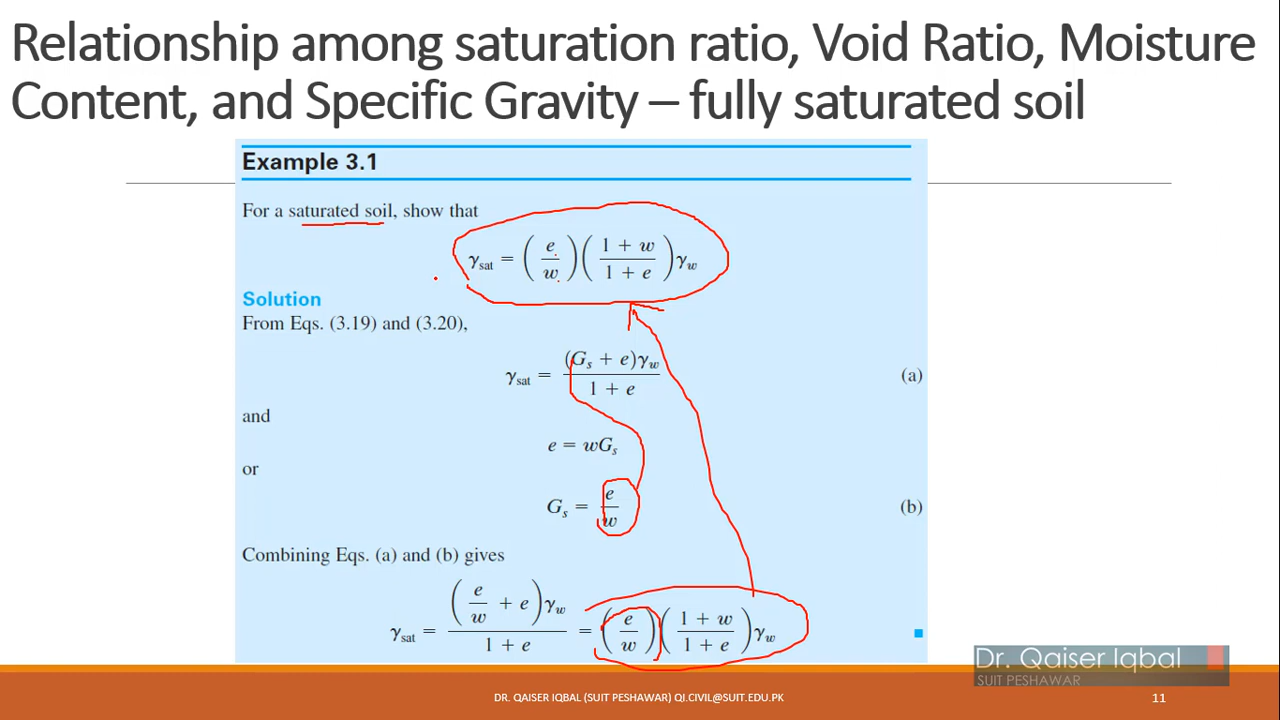 Relationship among saturation ratio, Void Ratio, Moisture
Content, and Specific Gravity – fully saturated soil
Example 3.1
For a saturated soil, show that
γsat = (e/w)((1 + w)/(1 + e))γw
Solution
From Eqs. (3.19) and (3.20),
γsat = (Gs + e)γw/(1 + e) (a)
and
e = wGs
or
Gs = e/w (b)
Combining Eqs. (a) and (b) gives
γsat = (e/w + e)γw/(1 + e) = (e/w)((1 + w)/(1 + e))γw
Dr. Qaiser Iqbal
SUIT PESHAWAR
DR. QAISER IQBAL (SUIT PESHAWAR) QI.CIVIL@SUIT.EDU.PK 11